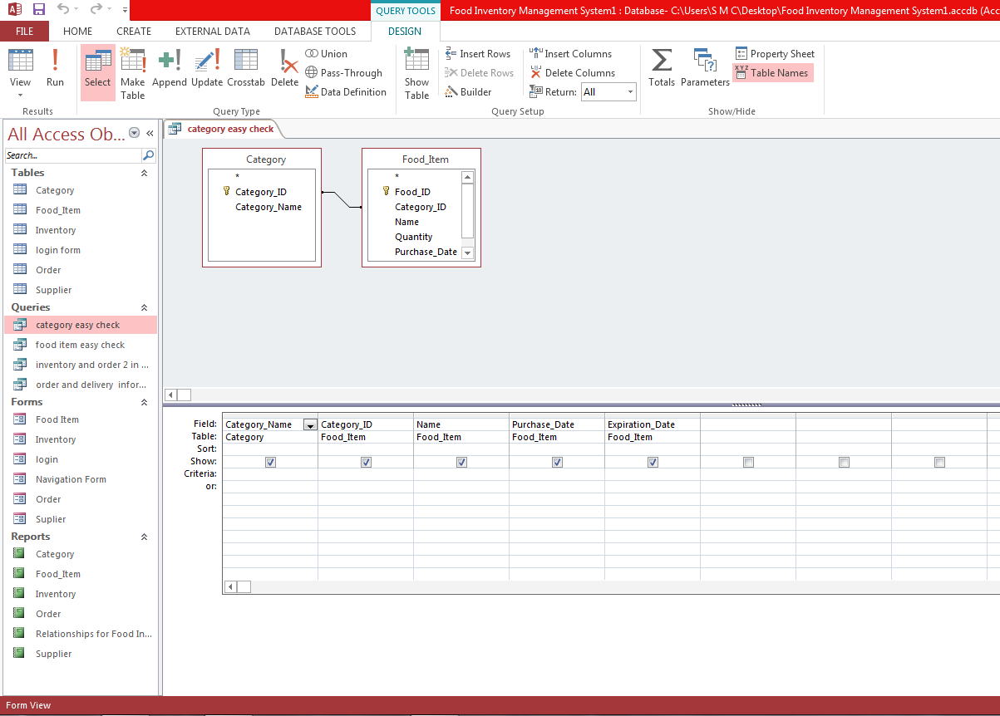 QUERY TOOLS Food Inventory Management System1 : Database- C:\Users\S M C\Desktop\Food Inventory Management System1.accdb (Acc
FILE HOME CREATE EXTERNAL DATA DATABASE TOOLS DESIGN
View Run Select Make Table Append Update Crosstab Delete
Union
Pass-Through
Data Definition
Show Table
Insert Rows
Delete Rows
Builder
Insert Columns
Delete Columns
Return: All
Totals Parameters
Property Sheet
XYZ Table Names
Results Query Type Query Setup Show/Hide
All Access Ob...
Search...
Tables
Category
Food_Item
Inventory
login form
Order
Supplier
Queries
category easy check
food item easy check
inventory and order 2 in ...
order and delivery infor...
Forms
Food Item
Inventory
login
Navigation Form
Order
Suplier
Reports
Category
Food_Item
Inventory
Order
Relationships for Food In...
Supplier
category easy check
Category
*
Category_ID
Category_Name
Food_Item
*
Food_ID
Category_ID
Name
Quantity
Purchase_Date
Field: Category_Name Category_ID Name Purchase_Date Expiration_Date
Table: Category Food_Item Food_Item Food_Item Food_Item
Sort:
Show:
Criteria:
or:
Form View